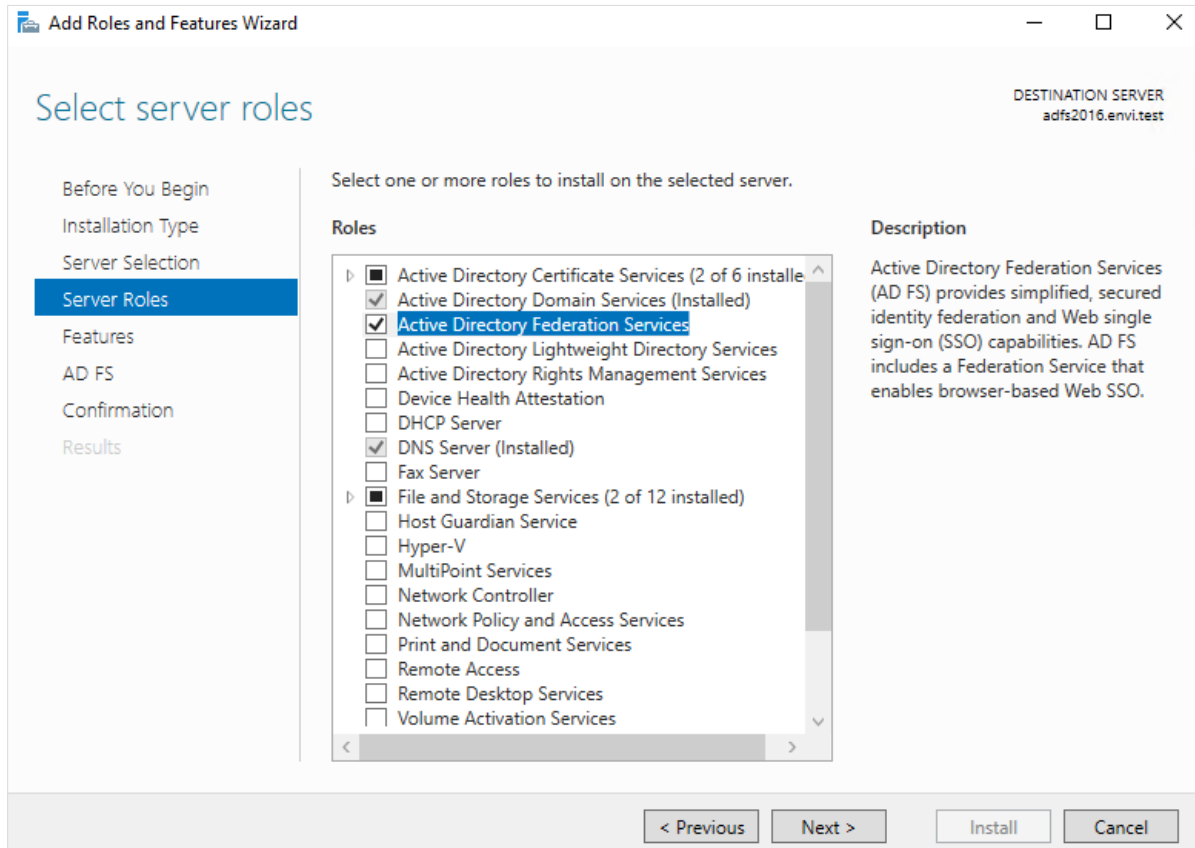 Add Roles and Features Wizard
Select server roles
DESTINATION SERVER
adfs2016.envi.test
Before You Begin
Installation Type
Server Selection
Server Roles
Features
AD FS
Confirmation
Results
Select one or more roles to install on the selected server.
Roles
Active Directory Certificate Services (2 of 6 installe
Active Directory Domain Services (Installed)
Active Directory Federation Services
Active Directory Lightweight Directory Services
Active Directory Rights Management Services
Device Health Attestation
DHCP Server
DNS Server (Installed)
Fax Server
File and Storage Services (2 of 12 installed)
Host Guardian Service
Hyper-V
MultiPoint Services
Network Controller
Network Policy and Access Services
Print and Document Services
Remote Access
Remote Desktop Services
Volume Activation Services
Description
Active Directory Federation Services
(AD FS) provides simplified, secured
identity federation and Web single
sign-on (SSO) capabilities. AD FS
includes a Federation Service that
enables browser-based Web SSO.
< Previous
Next >
Install
Cancel